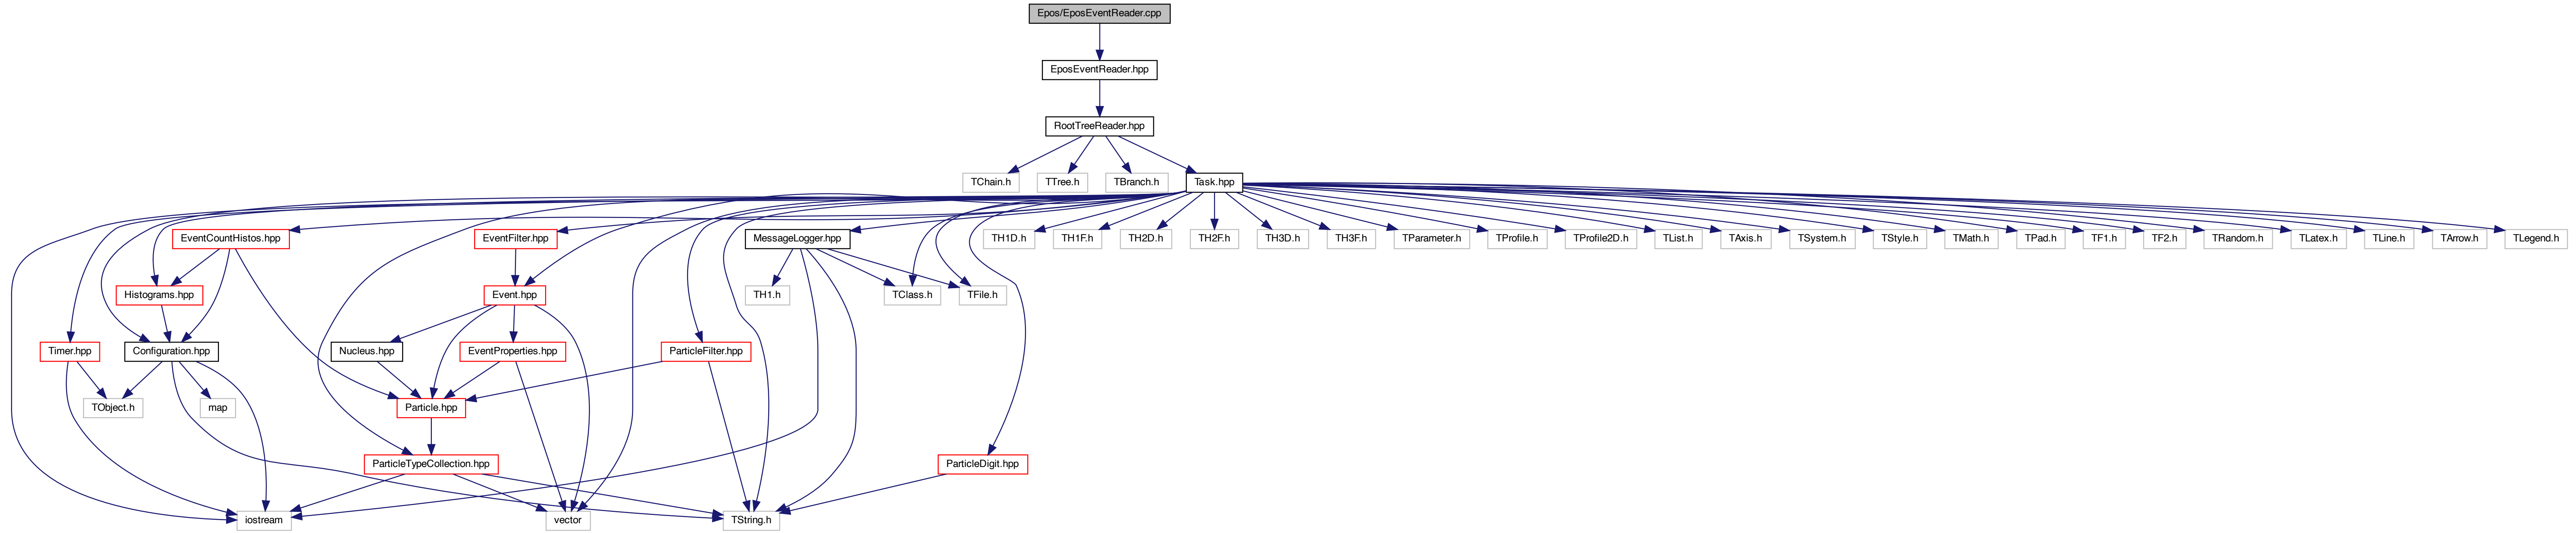 Epos/EposEventReader.cpp
EposEventReader.hpp
RootTreeReader.hpp
TChain.h
TTree.h
TBranch.h
Task.hpp
EventCountHistos.hpp
EventFilter.hpp
MessageLogger.hpp
TH1D.h
TH1F.h
TH2D.h
TH2F.h
TH3D.h
TH3F.h
TParameter.h
TProfile.h
TProfile2D.h
TList.h
TAxis.h
TSystem.h
TStyle.h
TMath.h
TPad.h
TF1.h
TF2.h
TRandom.h
TLatex.h
TLine.h
TArrow.h
TLegend.h
Histograms.hpp
Event.hpp
TH1.h
TClass.h
TFile.h
Timer.hpp
Configuration.hpp
Nucleus.hpp
EventProperties.hpp
ParticleFilter.hpp
TObject.h
map
Particle.hpp
ParticleTypeCollection.hpp
ParticleDigit.hpp
iostream
vector
TString.h